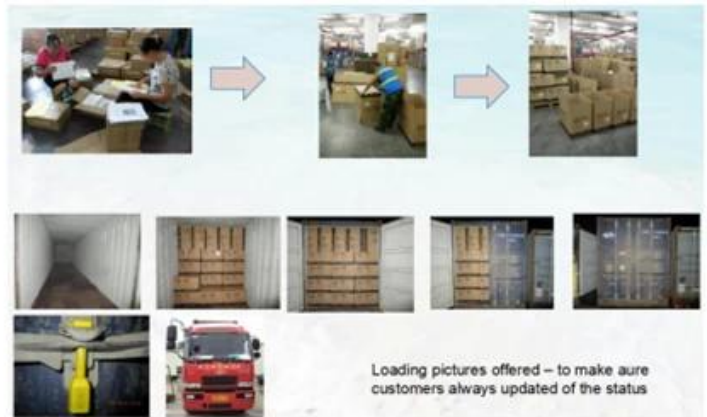 Loading pictures offered – to make aure
customers always updated of the status